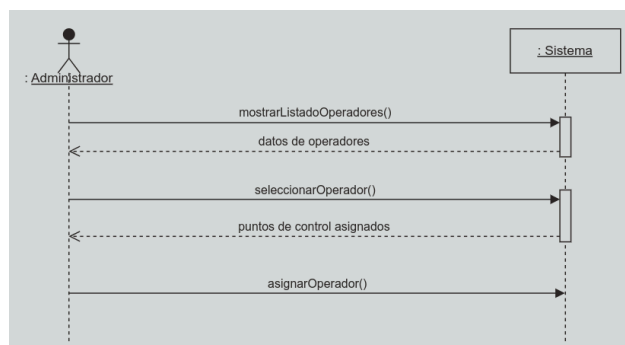 : Sistema
: Administrador
mostrarListadoOperadores()
datos de operadores
seleccionarOperador()
puntos de control asignados
asignarOperador()